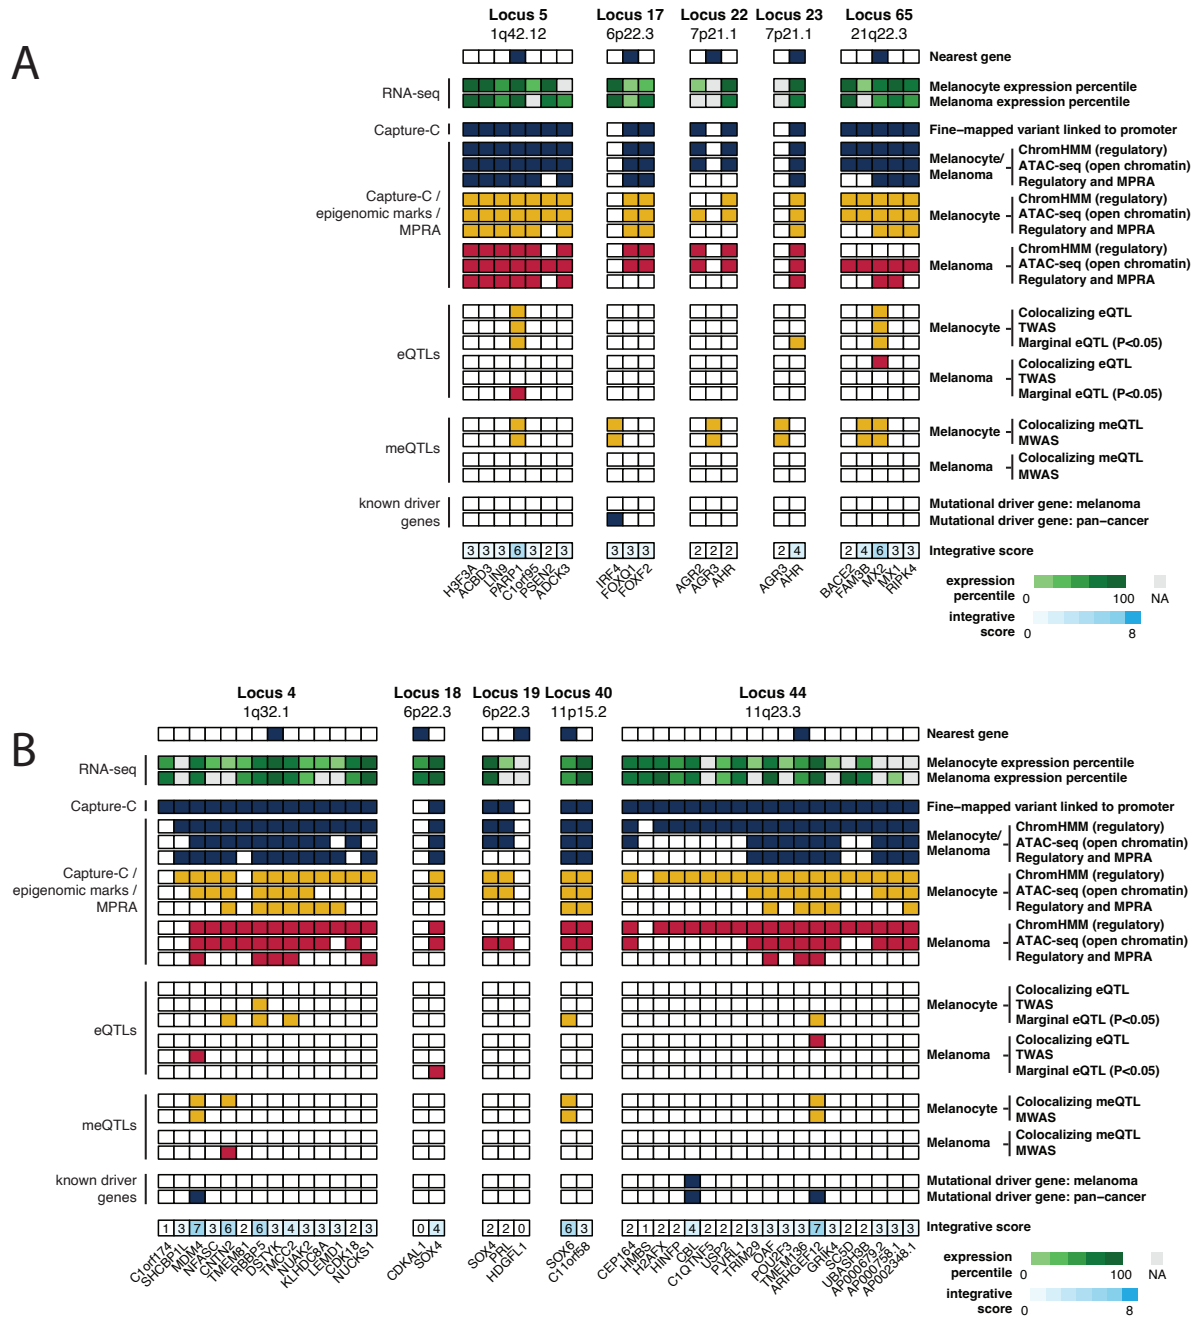 A
Locus 5 Locus 17 Locus 22 Locus 23 Locus 65
1q42.12 6p22.3 7p21.1 7p21.1 21q22.3
Nearest gene
RNA-seq
Melanocyte expression percentile
Melanoma expression percentile
Capture-C
Fine-mapped variant linked to promoter
Capture-C /
epigenomic marks /
MPRA
Melanocyte/
Melanoma
ChromHMM (regulatory)
ATAC-seq (open chromatin)
Regulatory and MPRA
Melanocyte
ChromHMM (regulatory)
ATAC-seq (open chromatin)
Regulatory and MPRA
Melanoma
ChromHMM (regulatory)
ATAC-seq (open chromatin)
Regulatory and MPRA
eQTLs
Melanocyte
Colocalizing eQTL
TWAS
Marginal eQTL (P<0.05)
Melanoma
Colocalizing eQTL
TWAS
Marginal eQTL (P<0.05)
meQTLs
Melanocyte
Colocalizing meQTL
MWAS
Melanoma
Colocalizing meQTL
MWAS
known driver
genes
Mutational driver gene: melanoma
Mutational driver gene: pan-cancer
3 3 3 6 3 2 3 3 3 3 2 2 2 2 4 2 4 6 3 3 Integrative score
H3F3A ACBD3 LIN9 PARP1 C1orf95 PSEN2 ADCK3 IRF4 FOXQ1 FOXF2 AGR2 AGR3 AHR AGR3 AHR BACE2 FAM3B MX2 MX1 RIPK4
expression
percentile 0 100 NA
integrative
score 0 8
B
Locus 4 Locus 18 Locus 19 Locus 40 Locus 44
1q32.1 6p22.3 6p22.3 11p15.2 11q23.3
Nearest gene
RNA-seq
Melanocyte expression percentile
Melanoma expression percentile
Capture-C
Fine-mapped variant linked to promoter
Capture-C /
epigenomic marks /
MPRA
Melanocyte/
Melanoma
ChromHMM (regulatory)
ATAC-seq (open chromatin)
Regulatory and MPRA
Melanocyte
ChromHMM (regulatory)
ATAC-seq (open chromatin)
Regulatory and MPRA
Melanoma
ChromHMM (regulatory)
ATAC-seq (open chromatin)
Regulatory and MPRA
eQTLs
Melanocyte
Colocalizing eQTL
TWAS
Marginal eQTL (P<0.05)
Melanoma
Colocalizing eQTL
TWAS
Marginal eQTL (P<0.05)
meQTLs
Melanocyte
Colocalizing meQTL
MWAS
Melanoma
Colocalizing meQTL
MWAS
known driver
genes
Mutational driver gene: melanoma
Mutational driver gene: pan-cancer
1 3 7 3 6 2 6 3 4 3 3 3 2 3 0 4 2 2 0 6 3 2 1 2 2 4 2 2 2 3 3 3 3 7 3 2 2 3 3 3 Integrative score
C1orf174 SHCBP1L MDM4 NFASC CNTN2 TMEM81 RBBP5 DSTYK TMCC2 NUAK2 KLHDC8A LEMD1 CDK18 NUCKS1 CDKAL1 SOX4 SOX4 PRL HDGFL1 SOX6 C11orf58 CEP164 HMBS H2AFX HINFP CBL C1QTNF5 USP2 PVRL1 TRIM29 OAF POU2F3 TMEM136 ARHGEF12 GRIK4 SC5D UBASH3B AP000679.2 AP000758.1 AP002348.1
expression
percentile 0 100 NA
integrative
score 0 8